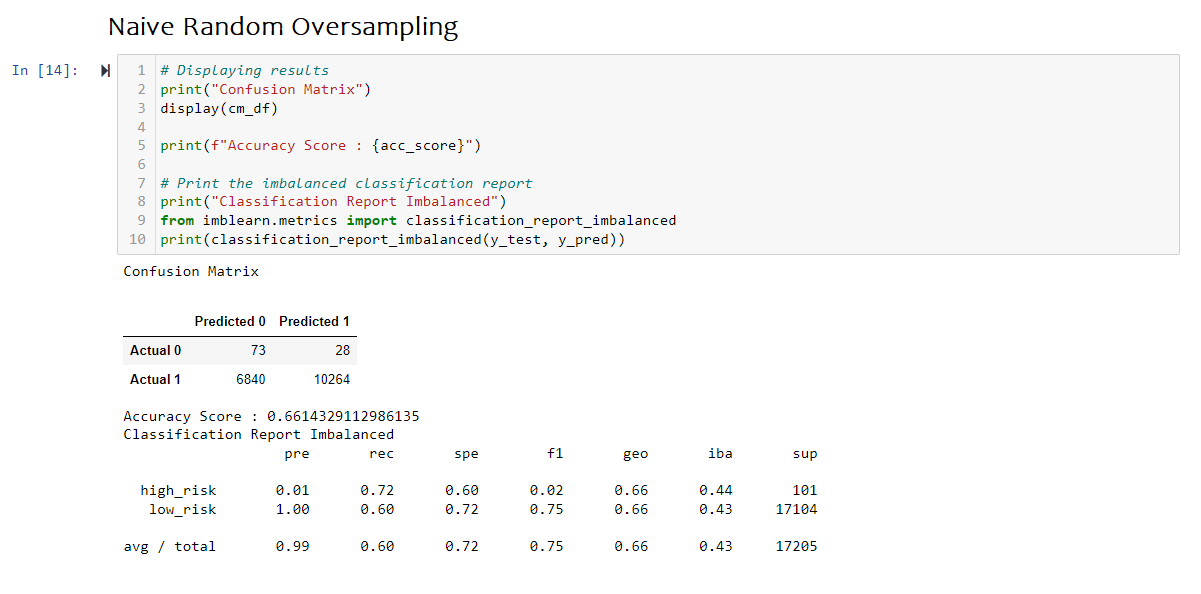 Naive Random Oversampling
In [14]:
1 # Displaying results
2 print("Confusion Matrix")
3 display(cm_df)
4
5 print(f"Accuracy Score : {acc_score}")
6
7 # Print the imbalanced classification report
8 print("Classification Report Imbalanced")
9 from imblearn.metrics import classification_report_imbalanced
10 print(classification_report_imbalanced(y_test, y_pred))
Confusion Matrix
Predicted 0 Predicted 1
Actual 0 73 28
Actual 1 6840 10264
Accuracy Score : 0.6614329112986135
Classification Report Imbalanced
pre rec spe f1 geo iba sup
high_risk 0.01 0.72 0.60 0.02 0.66 0.44 101
low_risk 1.00 0.60 0.72 0.75 0.66 0.43 17104
avg / total 0.99 0.60 0.72 0.75 0.66 0.43 17205